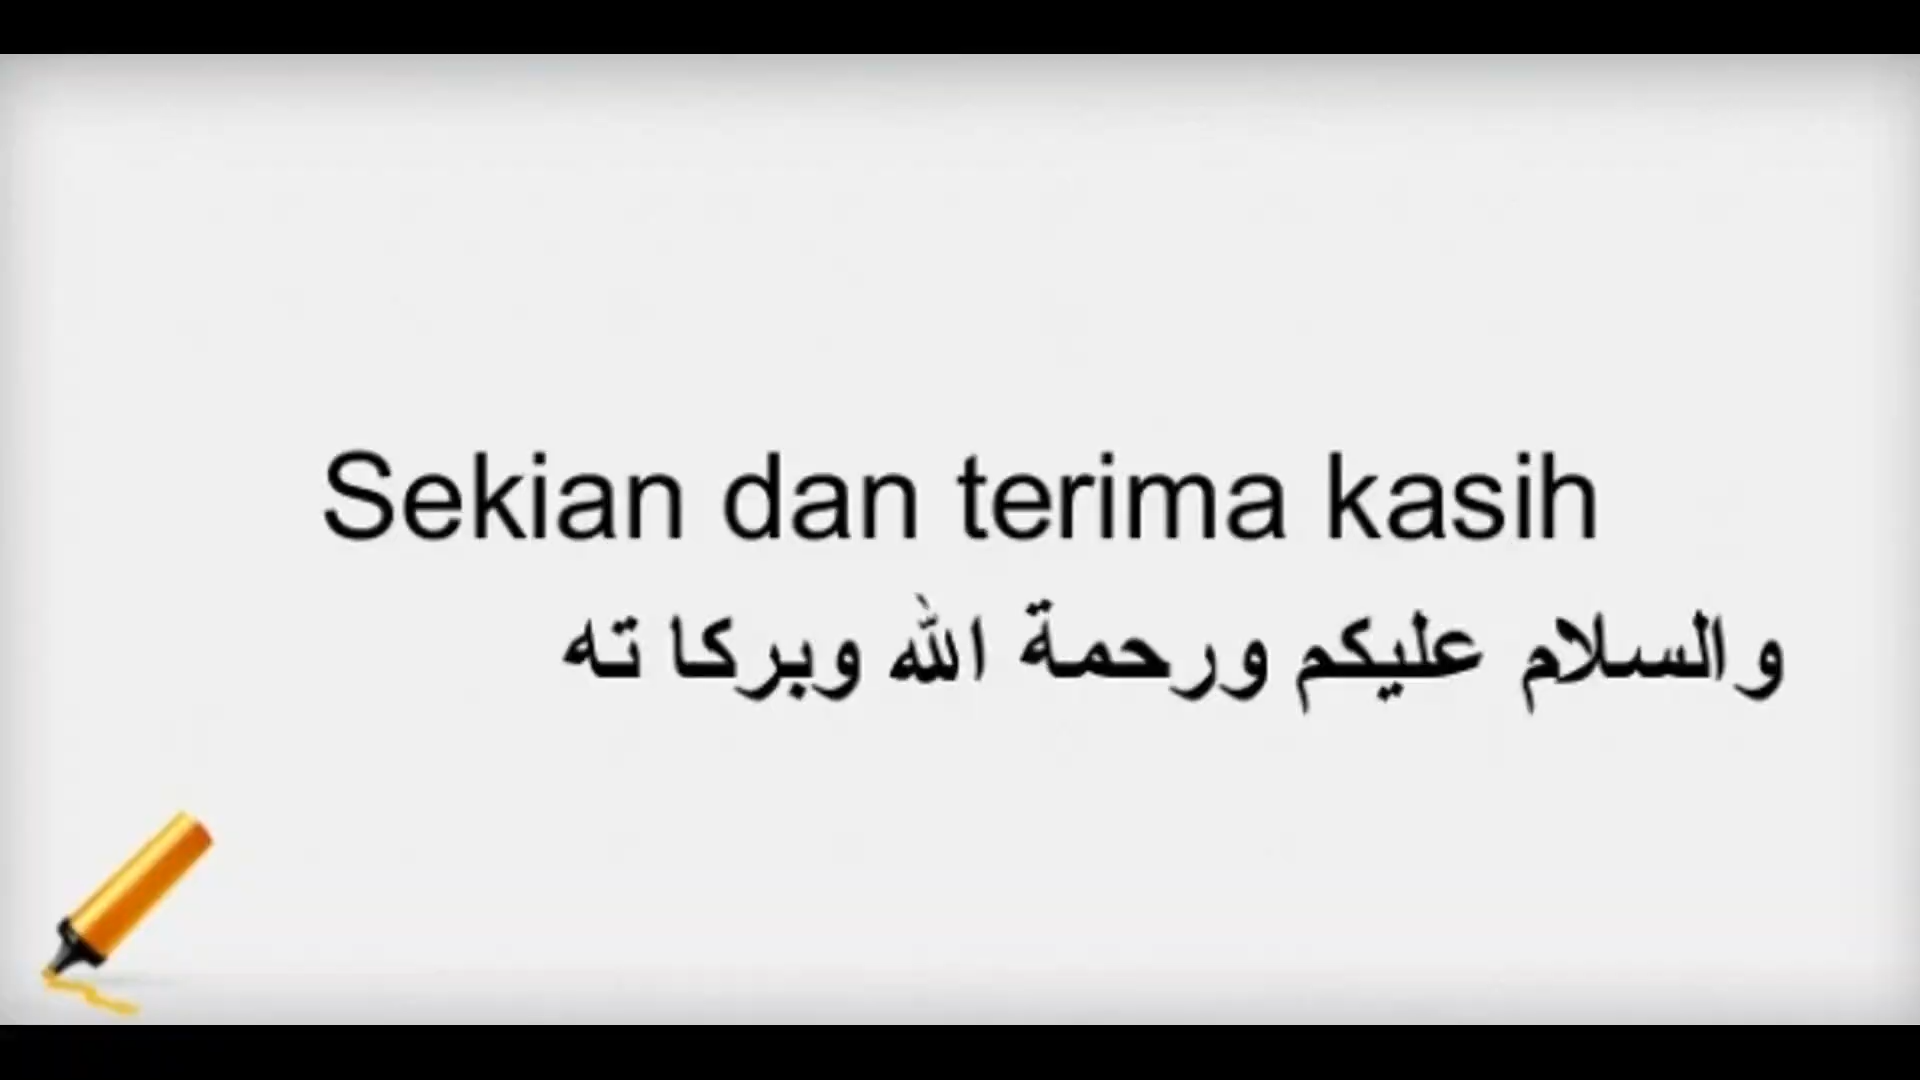 Sekian dan terima kasih
والسلام عليكم ورحمة الله وبركا ته